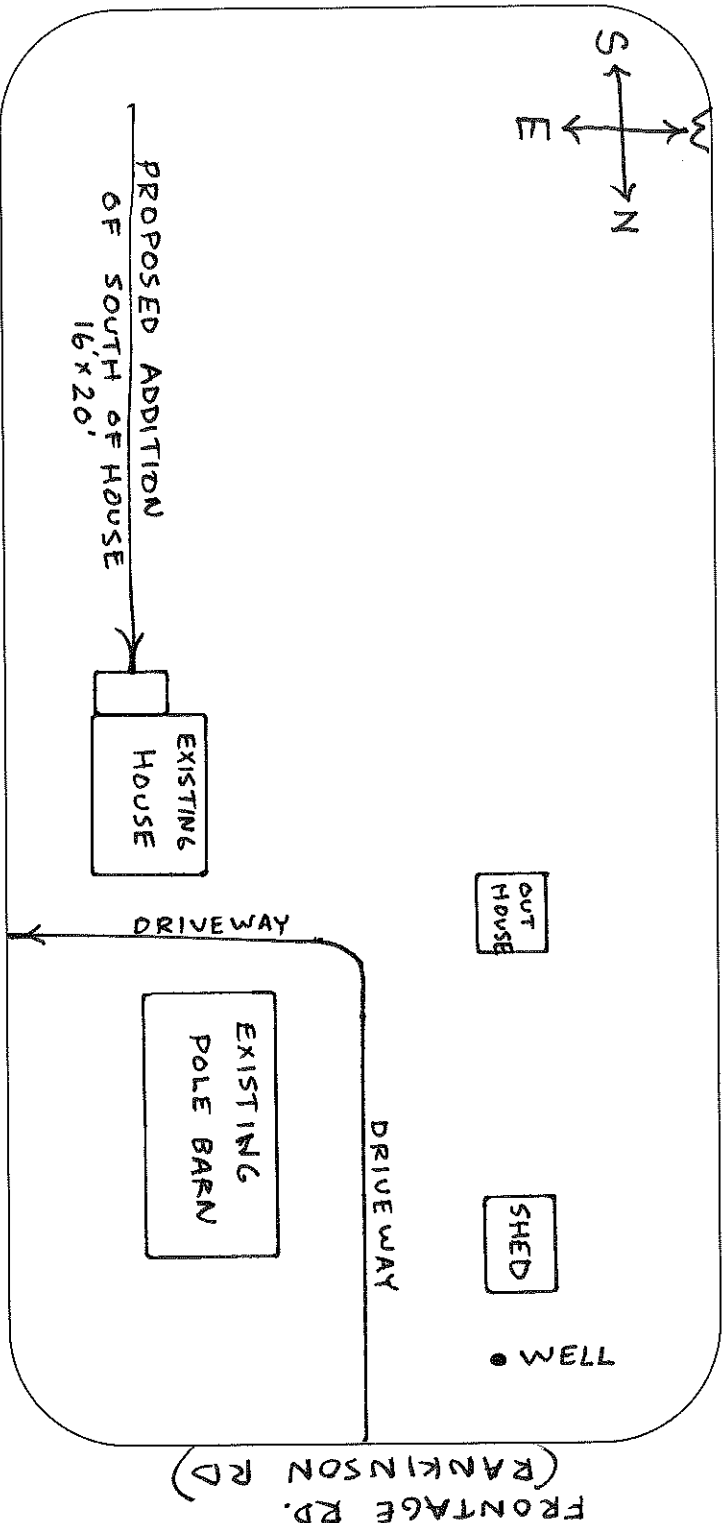 W
S
N
E
PROPOSED ADDITION
OF SOUTH OF HOUSE
16'x20'
EXISTING
HOUSE
OUT
HOUSE
DRIVEWAY
EXISTING
POLE BARN
DRIVEWAY
SHED
WELL
FRONTAGE RD.
(RANKINSON RD)